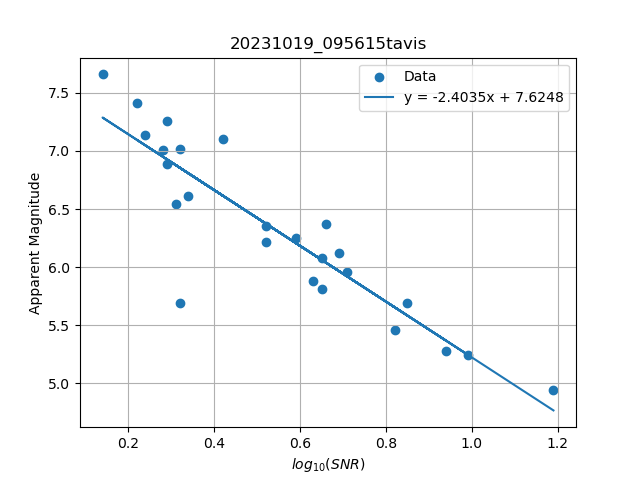 20231019_095615tavis
Data
y = -2.4035x + 7.6248
Apparent Magnitude
7.5
7.0
6.5
6.0
5.5
5.0
0.2 0.4 0.6 0.8 1.0 1.2
log₁₀(SNR)